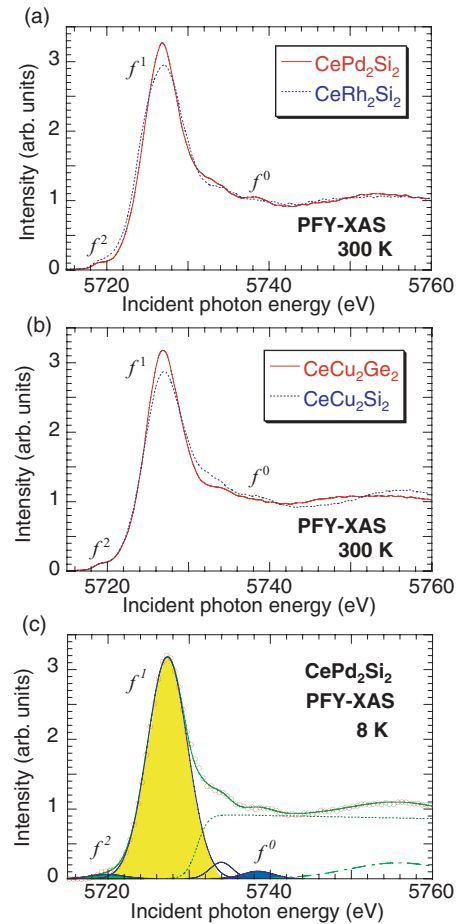 (a)
3
2
1
0
Intensity (arb. units)
f¹
f²
f⁰
CePd₂Si₂
CeRh₂Si₂
PFY-XAS
300 K
5720
5740
5760
Incident photon energy (eV)
(b)
3
2
1
0
Intensity (arb. units)
f¹
f²
f⁰
CeCu₂Ge₂
CeCu₂Si₂
PFY-XAS
300 K
5720
5740
5760
Incident photon energy (eV)
(c)
3
2
1
0
Intensity (arb. units)
f¹
f²
f⁰
CePd₂Si₂
PFY-XAS
8 K
5720
5740
5760
Incident photon energy (eV)